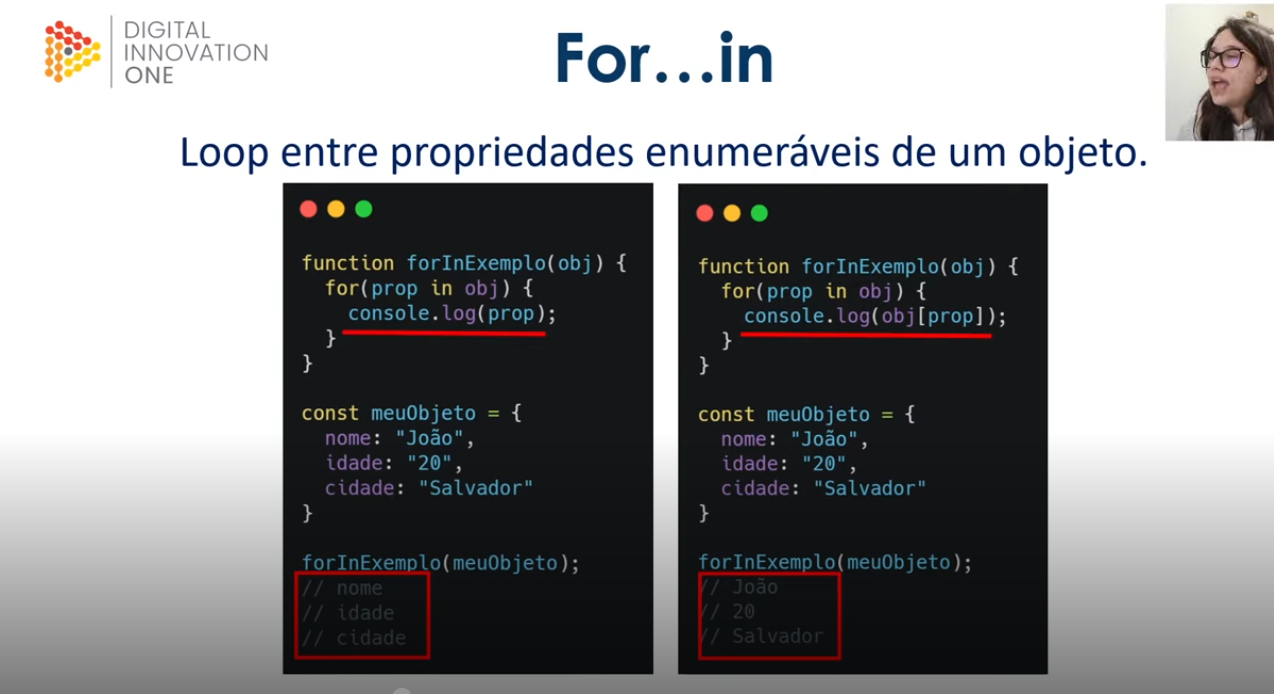 DIGITAL
INNOVATION
ONE
For...in
Loop entre propriedades enumeráveis de um objeto.
function forInExemplo(obj) {
for(prop in obj) {
console.log(prop);
}
}
const meuObjeto = {
nome: "João",
idade: "20",
cidade: "Salvador"
}
forInExemplo(meuObjeto);
// nome
// idade
// cidade
function forInExemplo(obj) {
for(prop in obj) {
console.log(obj[prop]);
}
}
const meuObjeto = {
nome: "João",
idade: "20",
cidade: "Salvador"
}
forInExemplo(meuObjeto);
// João
// 20
// Salvador